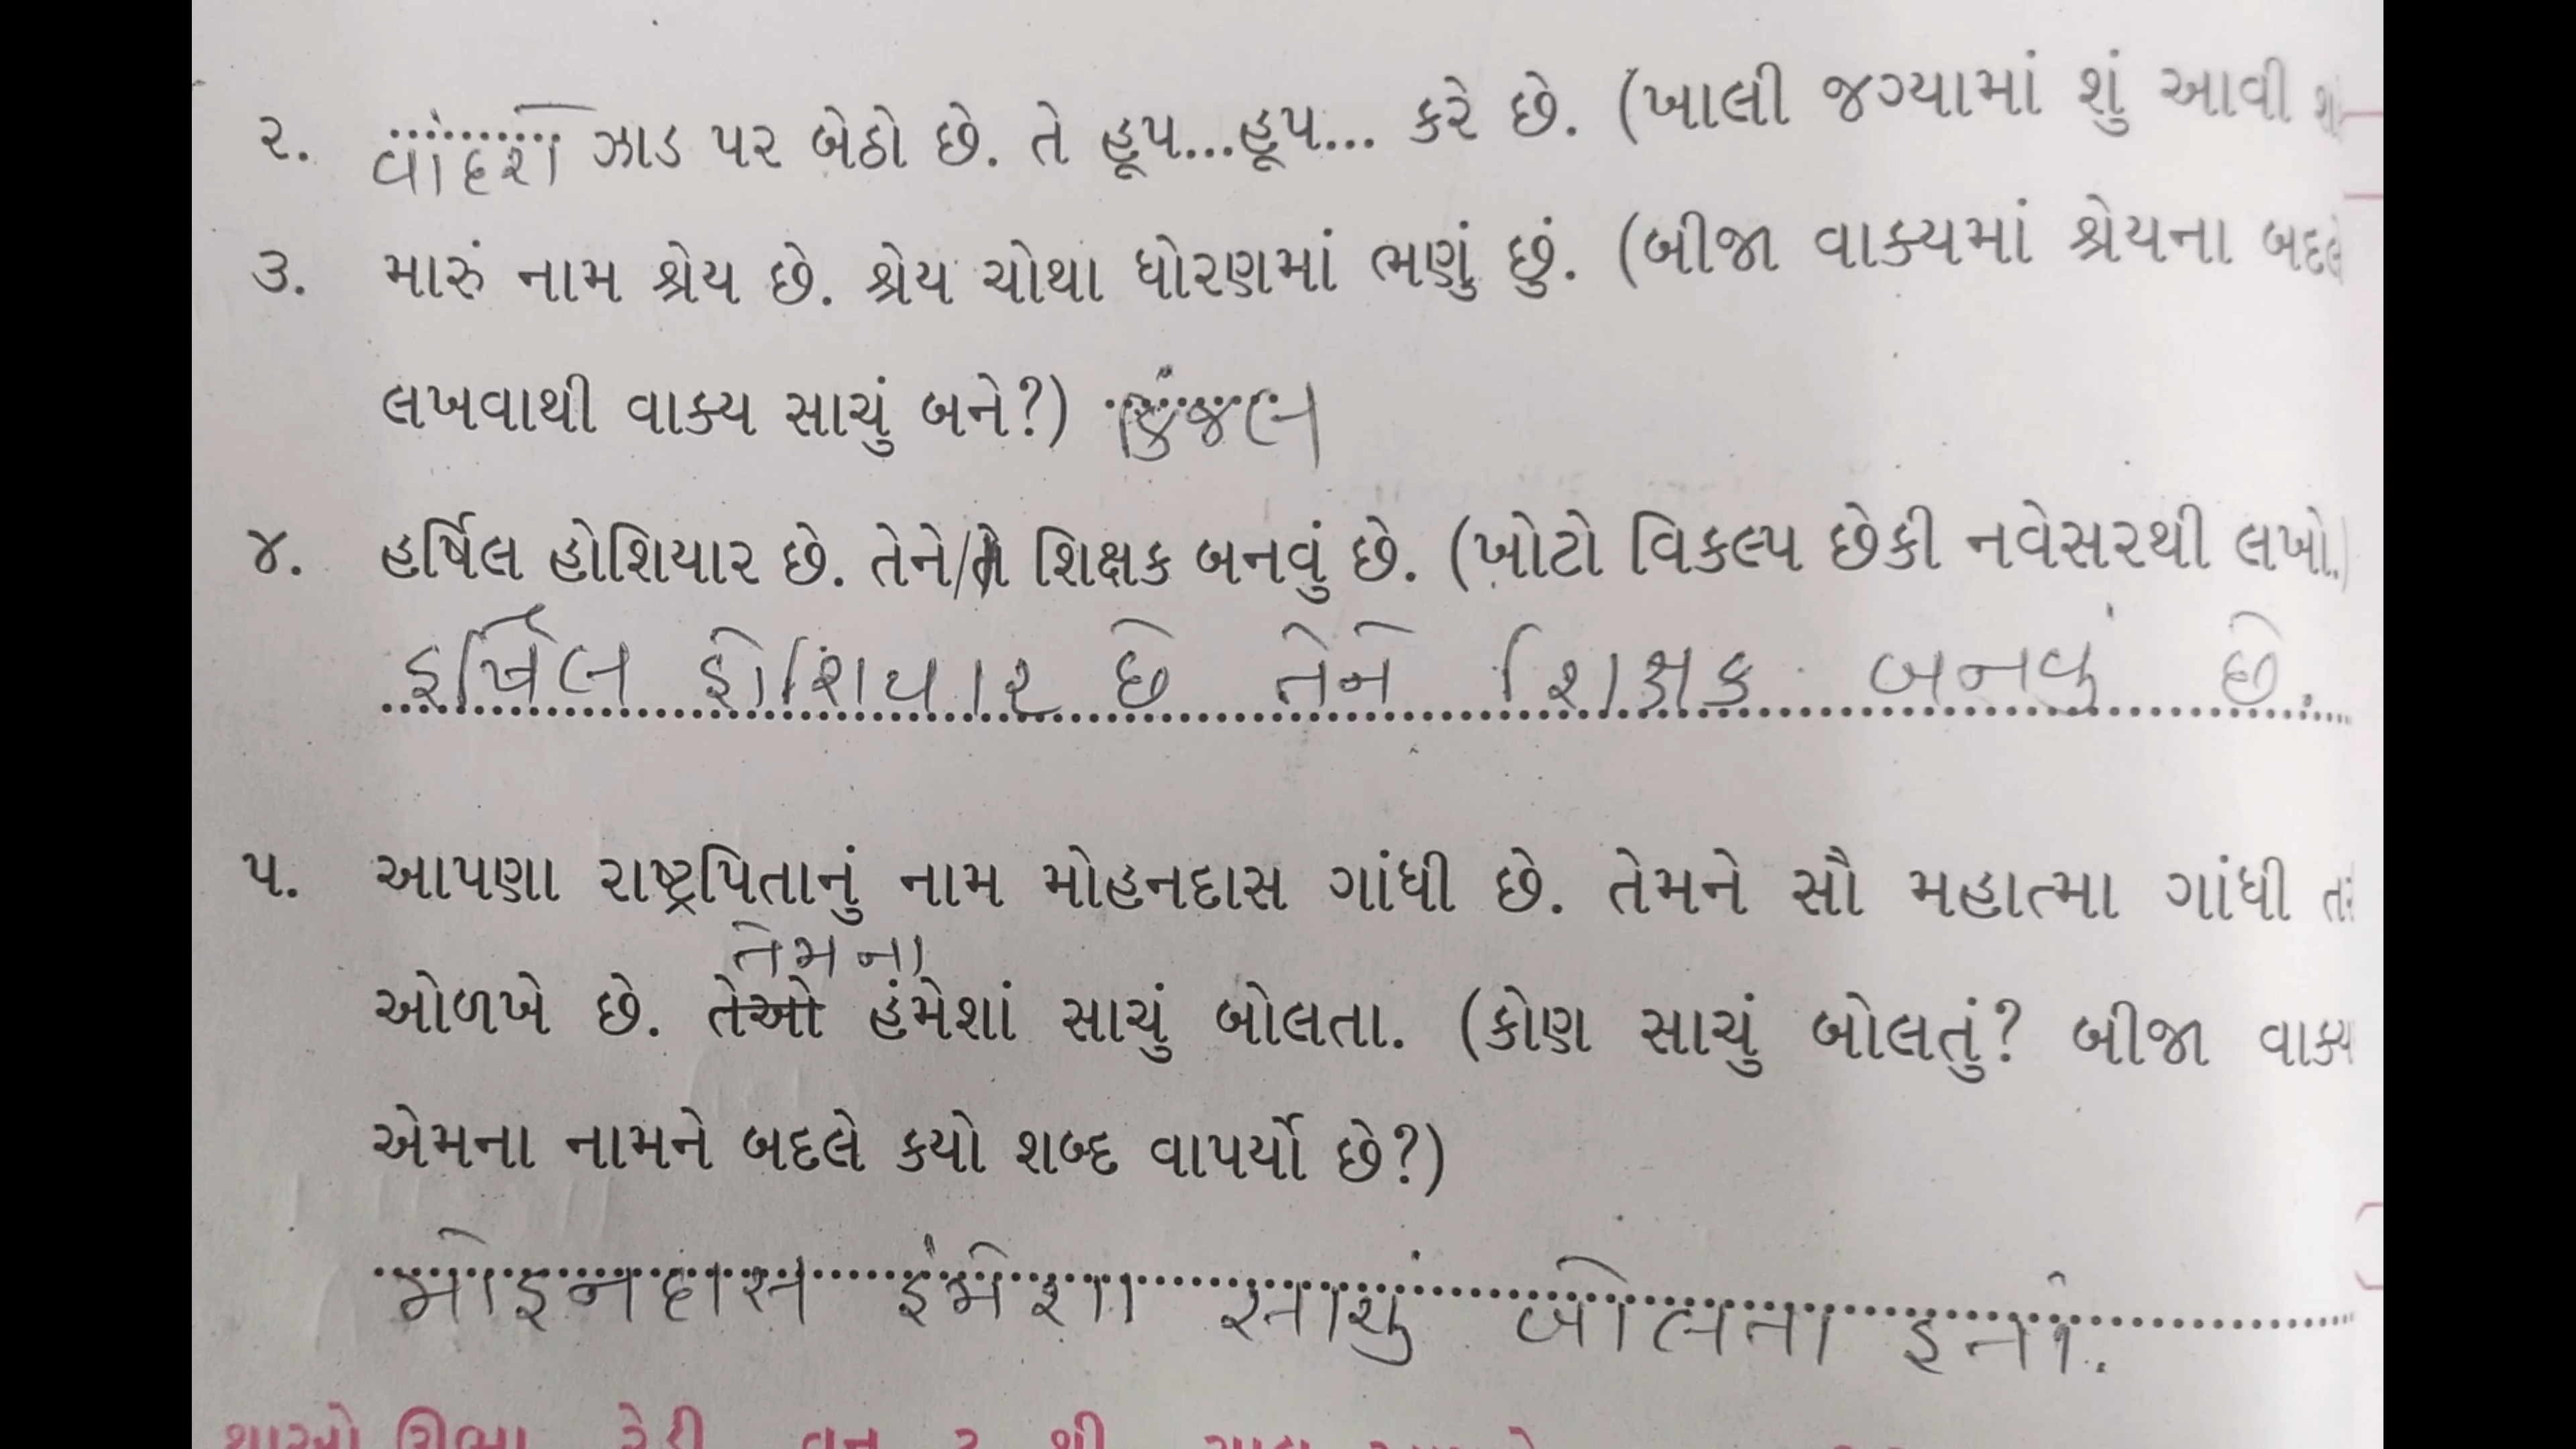 ૨. વાંદરો ઝાડ પર બેઠો છે. તે હૂપ...હૂપ... કરે છે. (ખાલી જગ્યામાં શું આવી
૩. મારું નામ શ્રેય છે. શ્રેય ચોથા ધોરણમાં ભણું છું. (બીજા વાક્યમાં શ્રેયના બદલે
લખવાથી વાક્ય સાચું બને?) કિંજલ
૪. હર્ષિલ હોશિયાર છે. તેને/તે શિક્ષક બનવું છે. (ખોટો વિકલ્પ છેકી નવેસરથી લખો.)
હર્ષિલ હોશિયાર છે તેને શિક્ષક બનવું છે.
૫. આપણા રાષ્ટ્રપિતાનું નામ મોહનદાસ ગાંધી છે. તેમને સૌ મહાત્મા ગાંધી
તેમના
ઓળખે છે. તેઓ હંમેશાં સાચું બોલતા. (કોણ સાચું બોલતું? બીજા વાક્ય
એમના નામને બદલે કયો શબ્દ વાપર્યો છે?)
મોહનદાસ હંમેશા સાચું બોલતા હતાં.